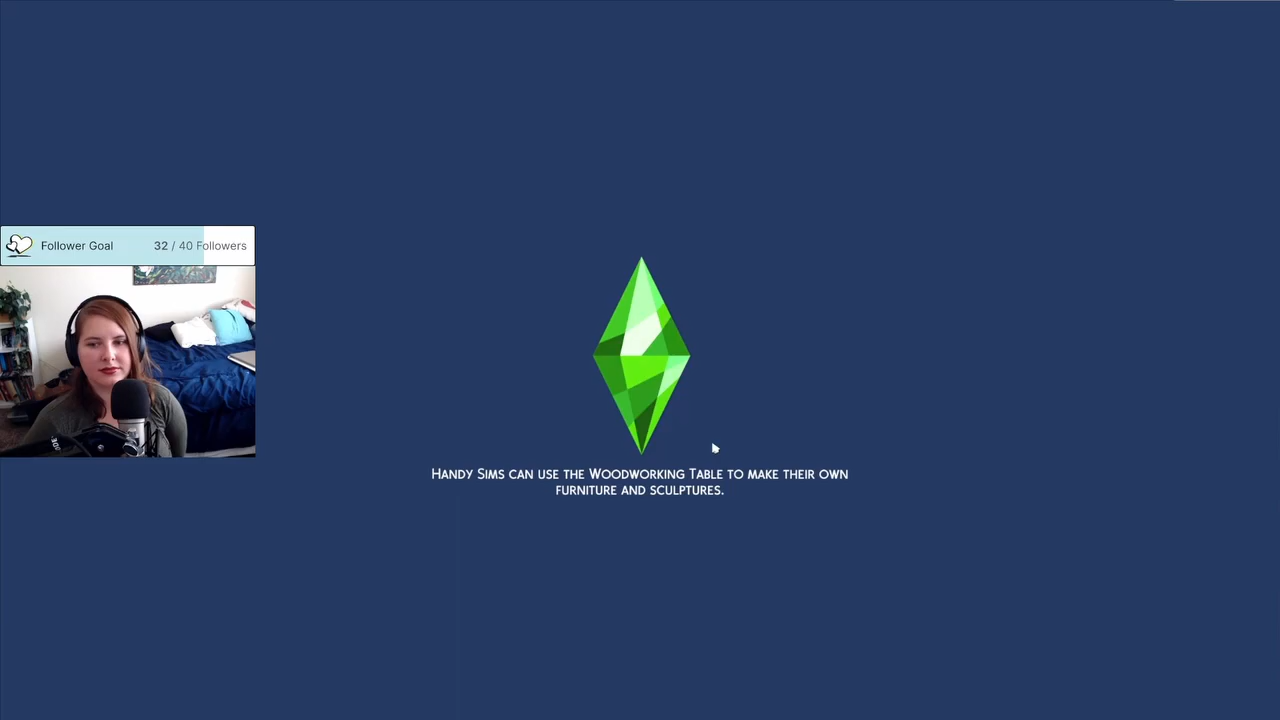 Follower Goal 32 / 40 Followers
HANDY SIMS CAN USE THE WOODWORKING TABLE TO MAKE THEIR OWN
FURNITURE AND SCULPTURES.